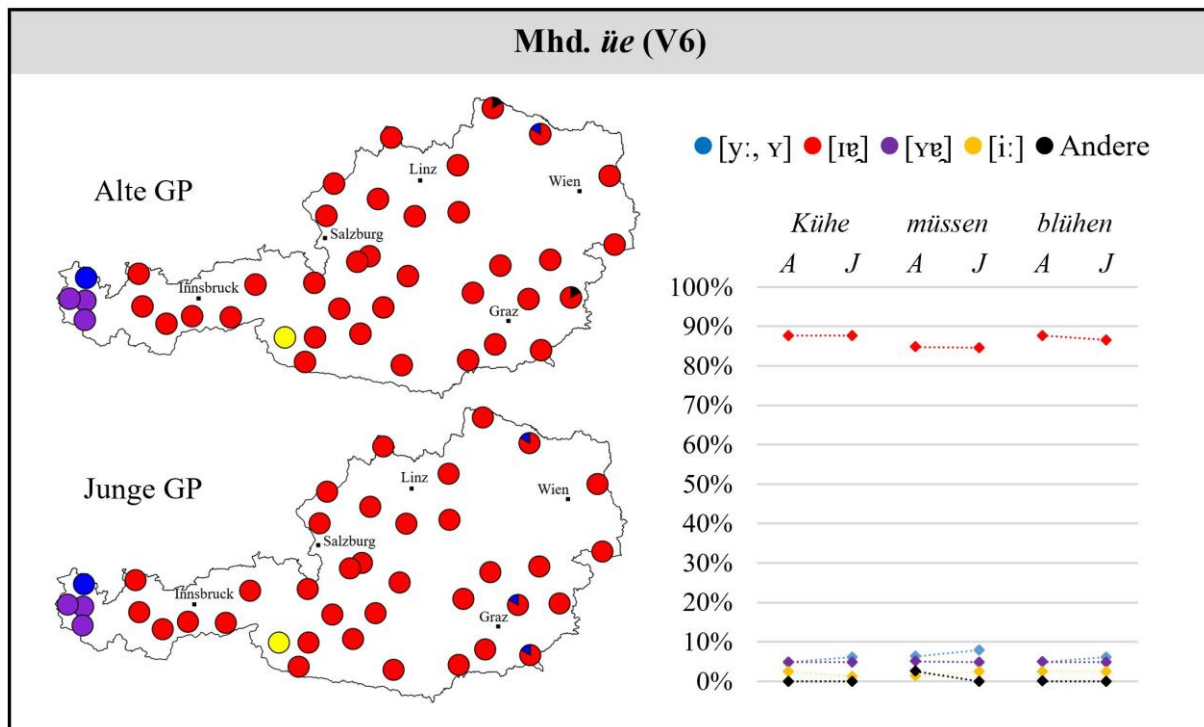 Mhd. üe (V6)
Alte GP
Linz
Wien
Salzburg
Innsbruck
Graz
Junge GP
Linz
Wien
Salzburg
Innsbruck
Graz
[yː, ʏ] [ɪɐ̯] [ʏɐ̯] [iː] Andere
Kühe müssen blühen
A J A J A J
100%
90%
80%
70%
60%
50%
40%
30%
20%
10%
0%